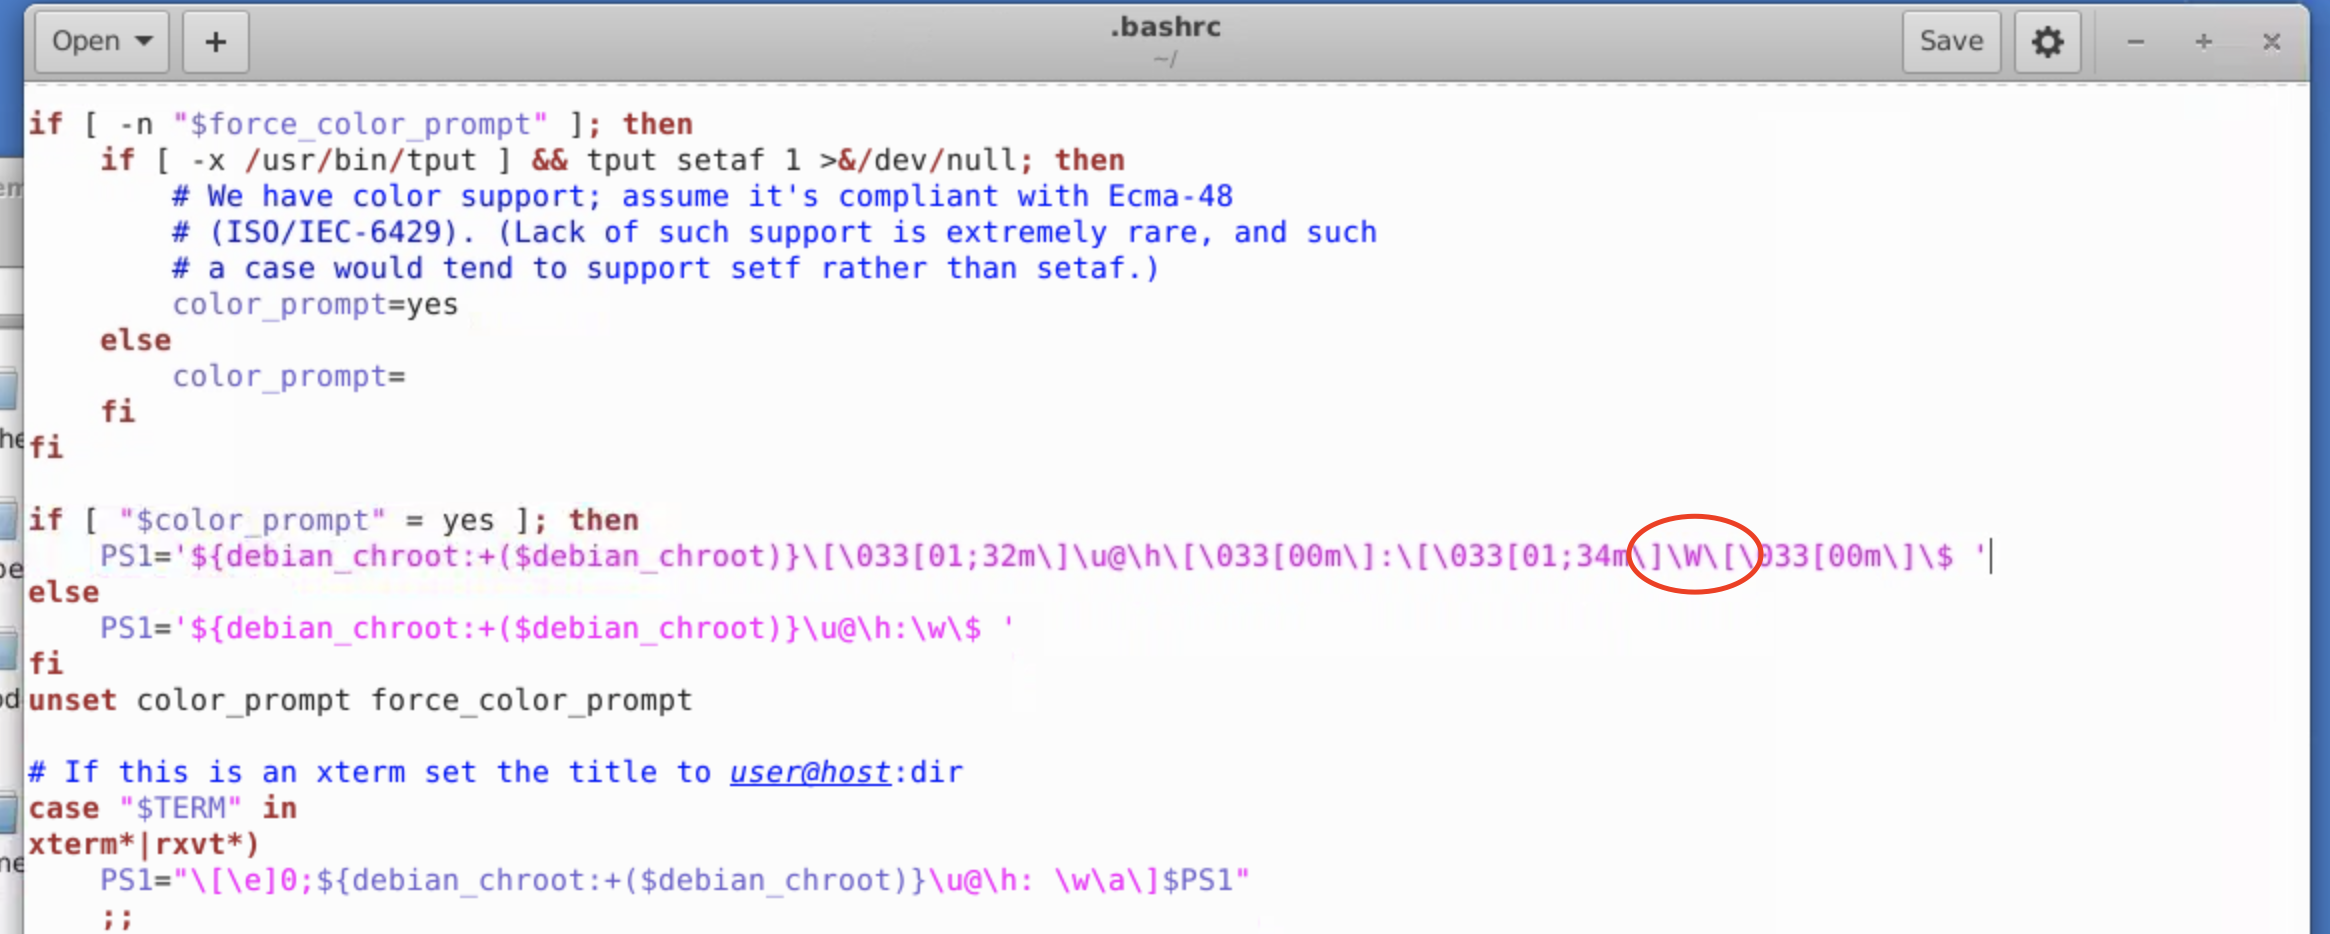 Open
+
.bashrc
~/
Save
if [ -n "$force_color_prompt" ]; then
    if [ -x /usr/bin/tput ] && tput setaf 1 >&/dev/null; then
        # We have color support; assume it's compliant with Ecma-48
        # (ISO/IEC-6429). (Lack of such support is extremely rare, and such
        # a case would tend to support setf rather than setaf.)
        color_prompt=yes
    else
        color_prompt=
    fi
fi
if [ "$color_prompt" = yes ]; then
    PS1='${debian_chroot:+($debian_chroot)}\[\033[01;32m\]\u@\h\[\033[00m\]:\[\033[01;34m\]\W\[\033[00m\]\$ '
else
    PS1='${debian_chroot:+($debian_chroot)}\u@\h:\w\$ '
fi
unset color_prompt force_color_prompt
# If this is an xterm set the title to user@host:dir
case "$TERM" in
xterm*|rxvt*)
    PS1="\[\e]0;${debian_chroot:+($debian_chroot)}\u@\h: \w\a\]$PS1"
    ;;